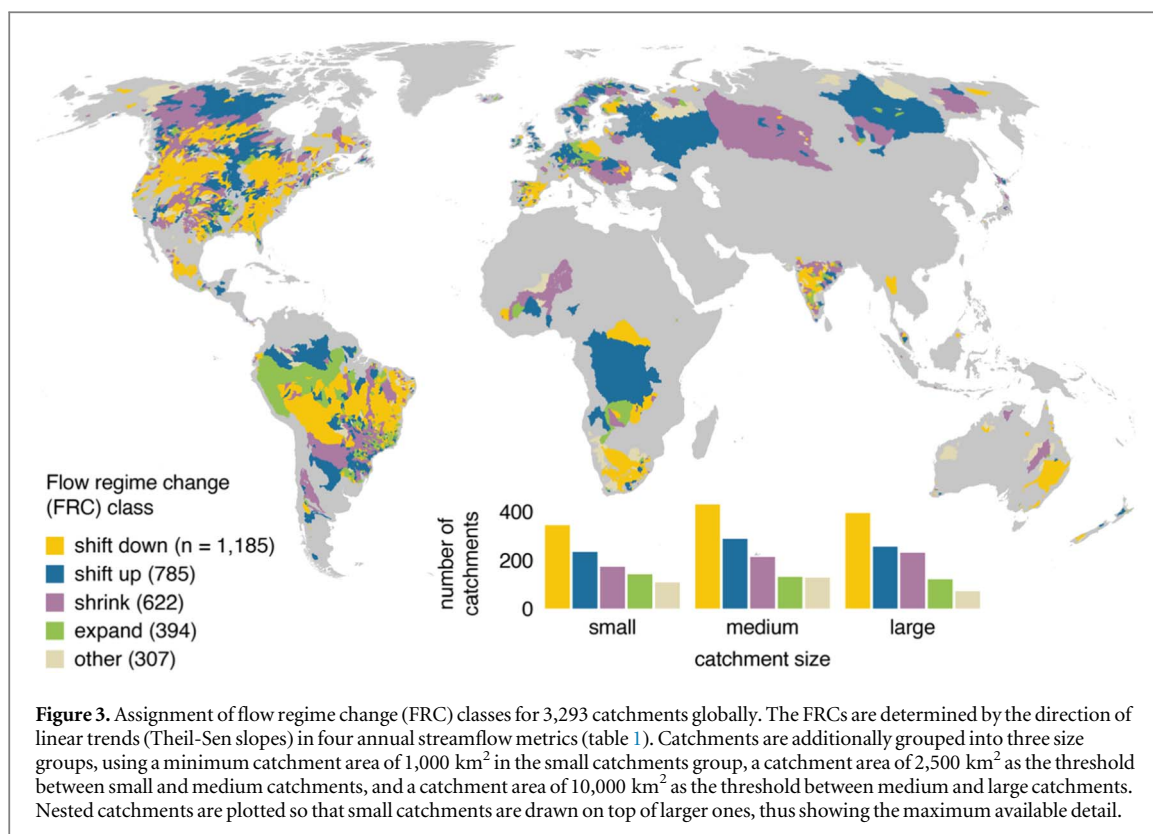 Flow regime change
(FRC) class
shift down (n = 1,185)
shift up (785)
shrink (622)
expand (394)
other (307)
number of
catchments
400
200
0
small
medium
large
catchment size
Figure 3. Assignment of flow regime change (FRC) classes for 3,293 catchments globally. The FRCs are determined by the direction of
linear trends (Theil-Sen slopes) in four annual streamflow metrics (table 1). Catchments are additionally grouped into three size
groups, using a minimum catchment area of 1,000 km² in the small catchments group, a catchment area of 2,500 km² as the threshold
between small and medium catchments, and a catchment area of 10,000 km² as the threshold between medium and large catchments.
Nested catchments are plotted so that small catchments are drawn on top of larger ones, thus showing the maximum available detail.